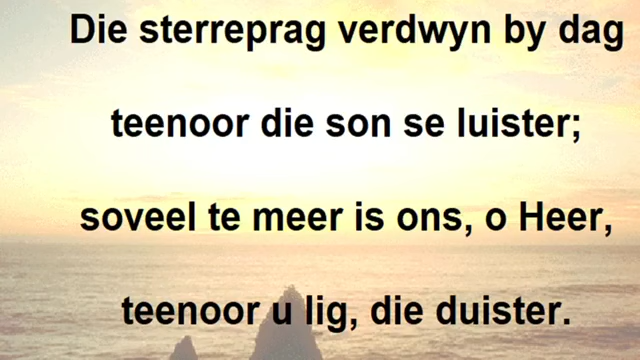 Die sterreprag verdwyn by dag
teenoor die son se luister;
soveel te meer is ons, o Heer,
teenoor u lig, die duister.